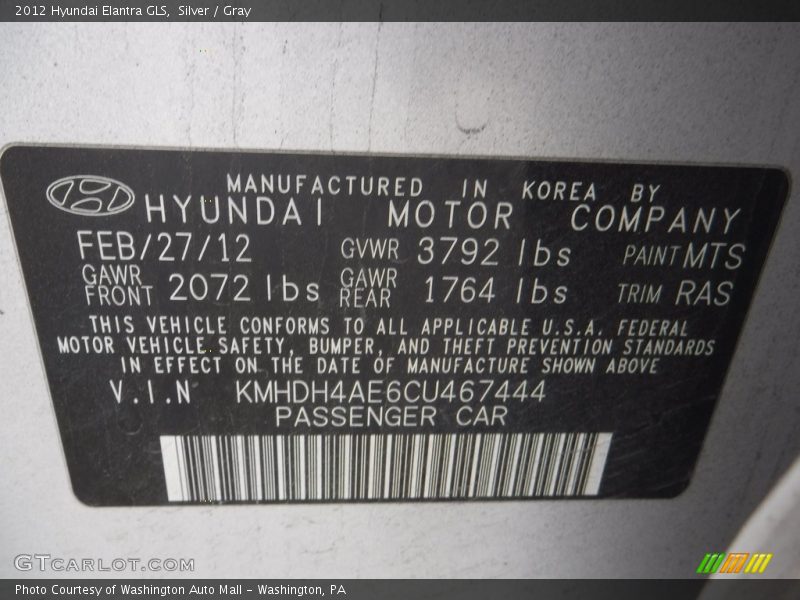 2012 Hyundai Elantra GLS, Silver / Gray
MANUFACTURED IN KOREA BY
HYUNDAI MOTOR COMPANY
FEB/27/12 GVWR 3792 lbs PAINT MTS
GAWR FRONT 2072 lbs GAWR REAR 1764 lbs TRIM RAS
THIS VEHICLE CONFORMS TO ALL APPLICABLE U.S.A. FEDERAL
MOTOR VEHICLE SAFETY, BUMPER, AND THEFT PREVENTION STANDARDS
IN EFFECT ON THE DATE OF MANUFACTURE SHOWN ABOVE
V.I.N KMHDH4AE6CU467444
PASSENGER CAR
GTCARLOT.COM
Photo Courtesy of Washington Auto Mall - Washington, PA